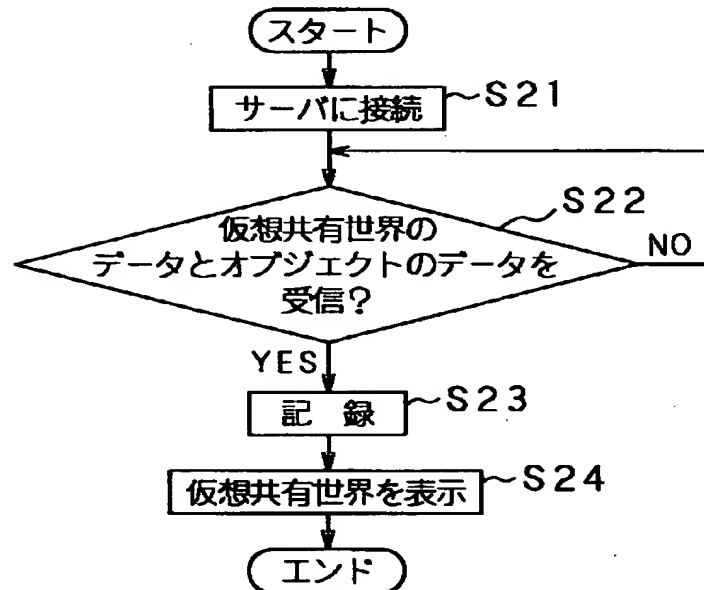 スタート
サーバに接続
S21
仮想共有世界の
データとオブジェクトのデータを
受信?
S22
NO
YES
記 録
S23
仮想共有世界を表示
S24
エンド